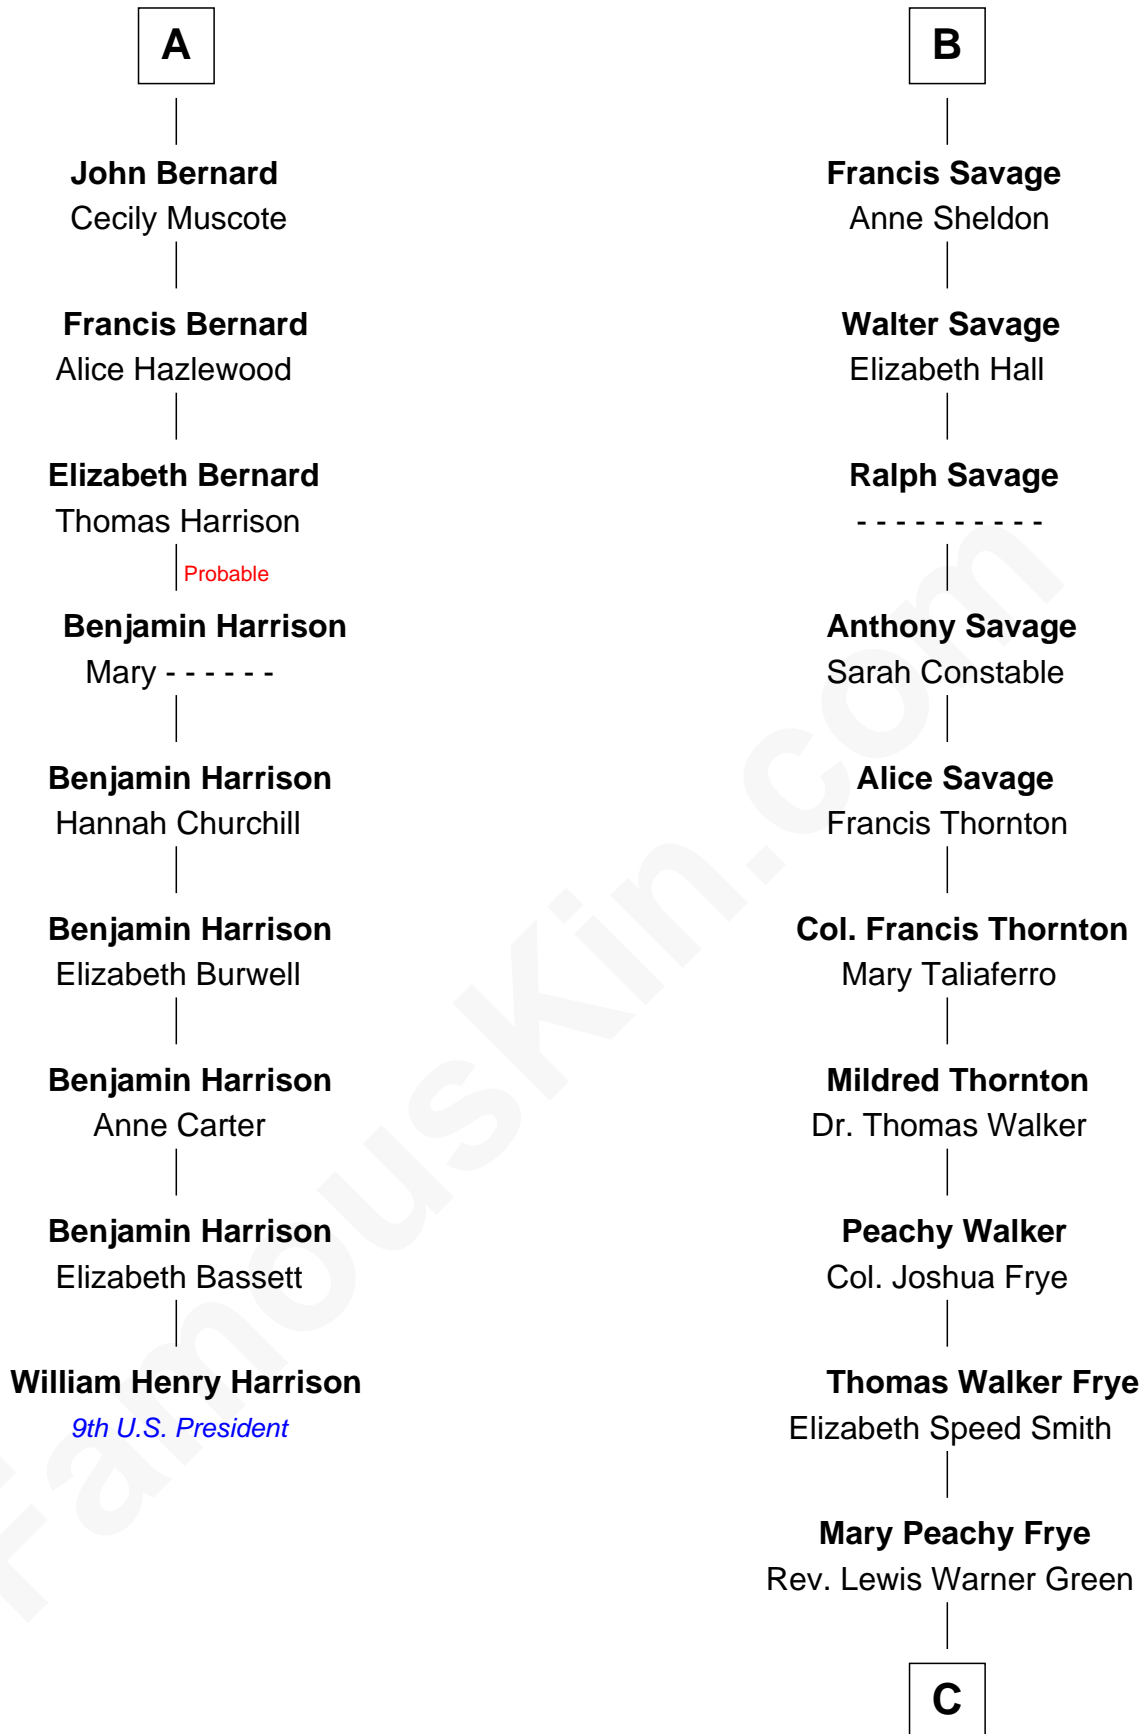 A
John Bernard
Cecily Muscote
Francis Bernard
Alice Hazlewood
Elizabeth Bernard
Thomas Harrison
Probable
Benjamin Harrison
Mary - - - - - -
Benjamin Harrison
Hannah Churchill
Benjamin Harrison
Elizabeth Burwell
Benjamin Harrison
Anne Carter
Benjamin Harrison
Elizabeth Bassett
William Henry Harrison
9th U.S. President
B
Francis Savage
Anne Sheldon
Walter Savage
Elizabeth Hall
Ralph Savage
- - - - - - - - - -
Anthony Savage
Sarah Constable
Alice Savage
Francis Thornton
Col. Francis Thornton
Mary Taliaferro
Mildred Thornton
Dr. Thomas Walker
Peachy Walker
Col. Joshua Frye
Thomas Walker Frye
Elizabeth Speed Smith
Mary Peachy Frye
Rev. Lewis Warner Green
C
FamousKin.com